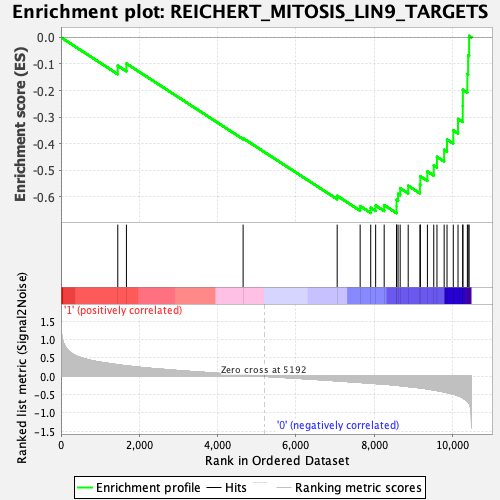 Enrichment plot: REICHERT_MITOSIS_LIN9_TARGETS
Enrichment score (ES)
0.0
-0.1
-0.2
-0.3
-0.4
-0.5
-0.6
'1' (positively correlated)
Ranked list metric (Signal2Noise)
1.5
1.0
0.5
0.0
-0.5
-1.0
-1.5
Zero cross at 5192
'0' (negatively correlated)
0 2,000 4,000 6,000 8,000 10,000
Rank in Ordered Dataset
Enrichment profile Hits Ranking metric scores